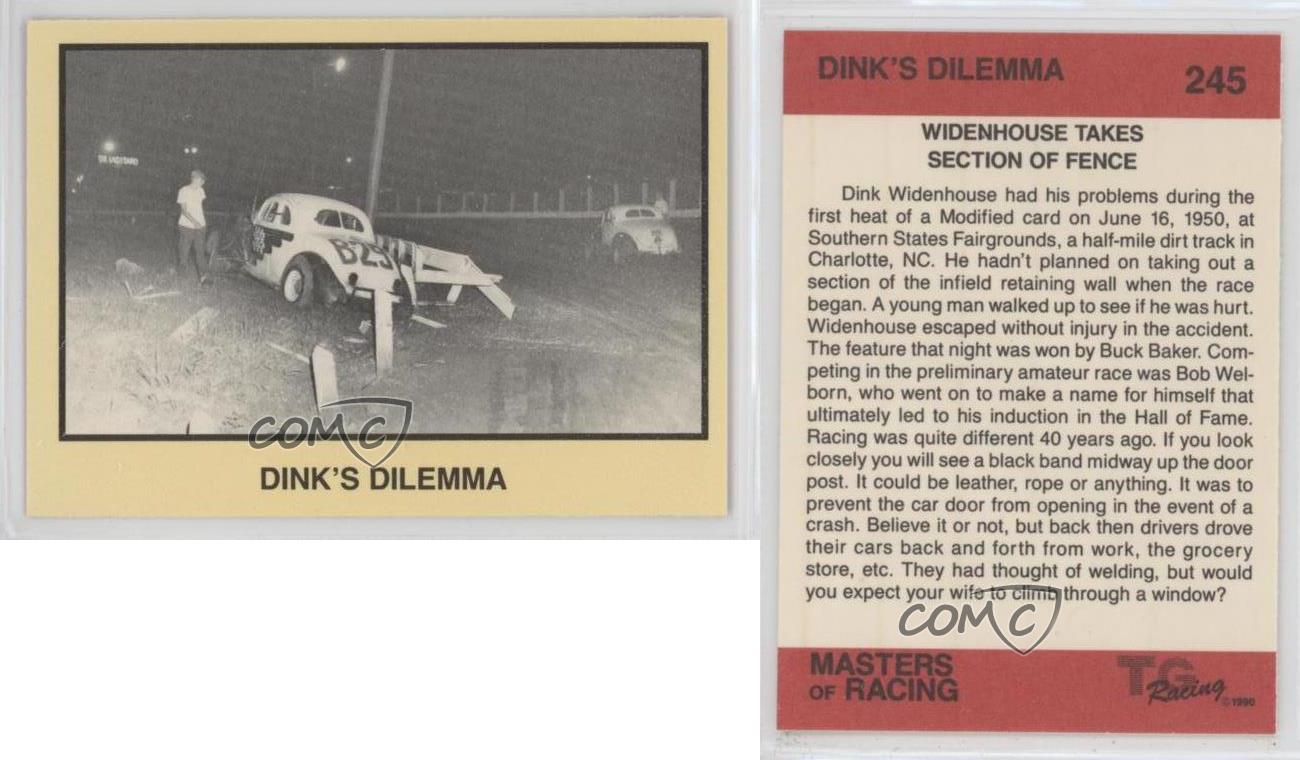 B29
COMC
DINK'S DILEMMA
DINK'S DILEMMA
245
WIDENHOUSE TAKES
SECTION OF FENCE
Dink Widenhouse had his problems during the
first heat of a Modified card on June 16, 1950, at
Southern States Fairgrounds, a half-mile dirt track in
Charlotte, NC. He hadn't planned on taking out a
section of the infield retaining wall when the race
began. A young man walked up to see if he was hurt.
Widenhouse escaped without injury in the accident.
The feature that night was won by Buck Baker. Com-
peting in the preliminary amateur race was Bob Wel-
born, who went on to make a name for himself that
ultimately led to his induction in the Hall of Fame.
Racing was quite different 40 years ago. If you look
closely you will see a black band midway up the door
post. It could be leather, rope or anything. It was to
prevent the car door from opening in the event of a
crash. Believe it or not, but back then drivers drove
their cars back and forth from work, the grocery
store, etc. They had thought of welding, but would
you expect your wife to climb through a window?
COMC
MASTERS
OF RACING
TG
Racing
©1990